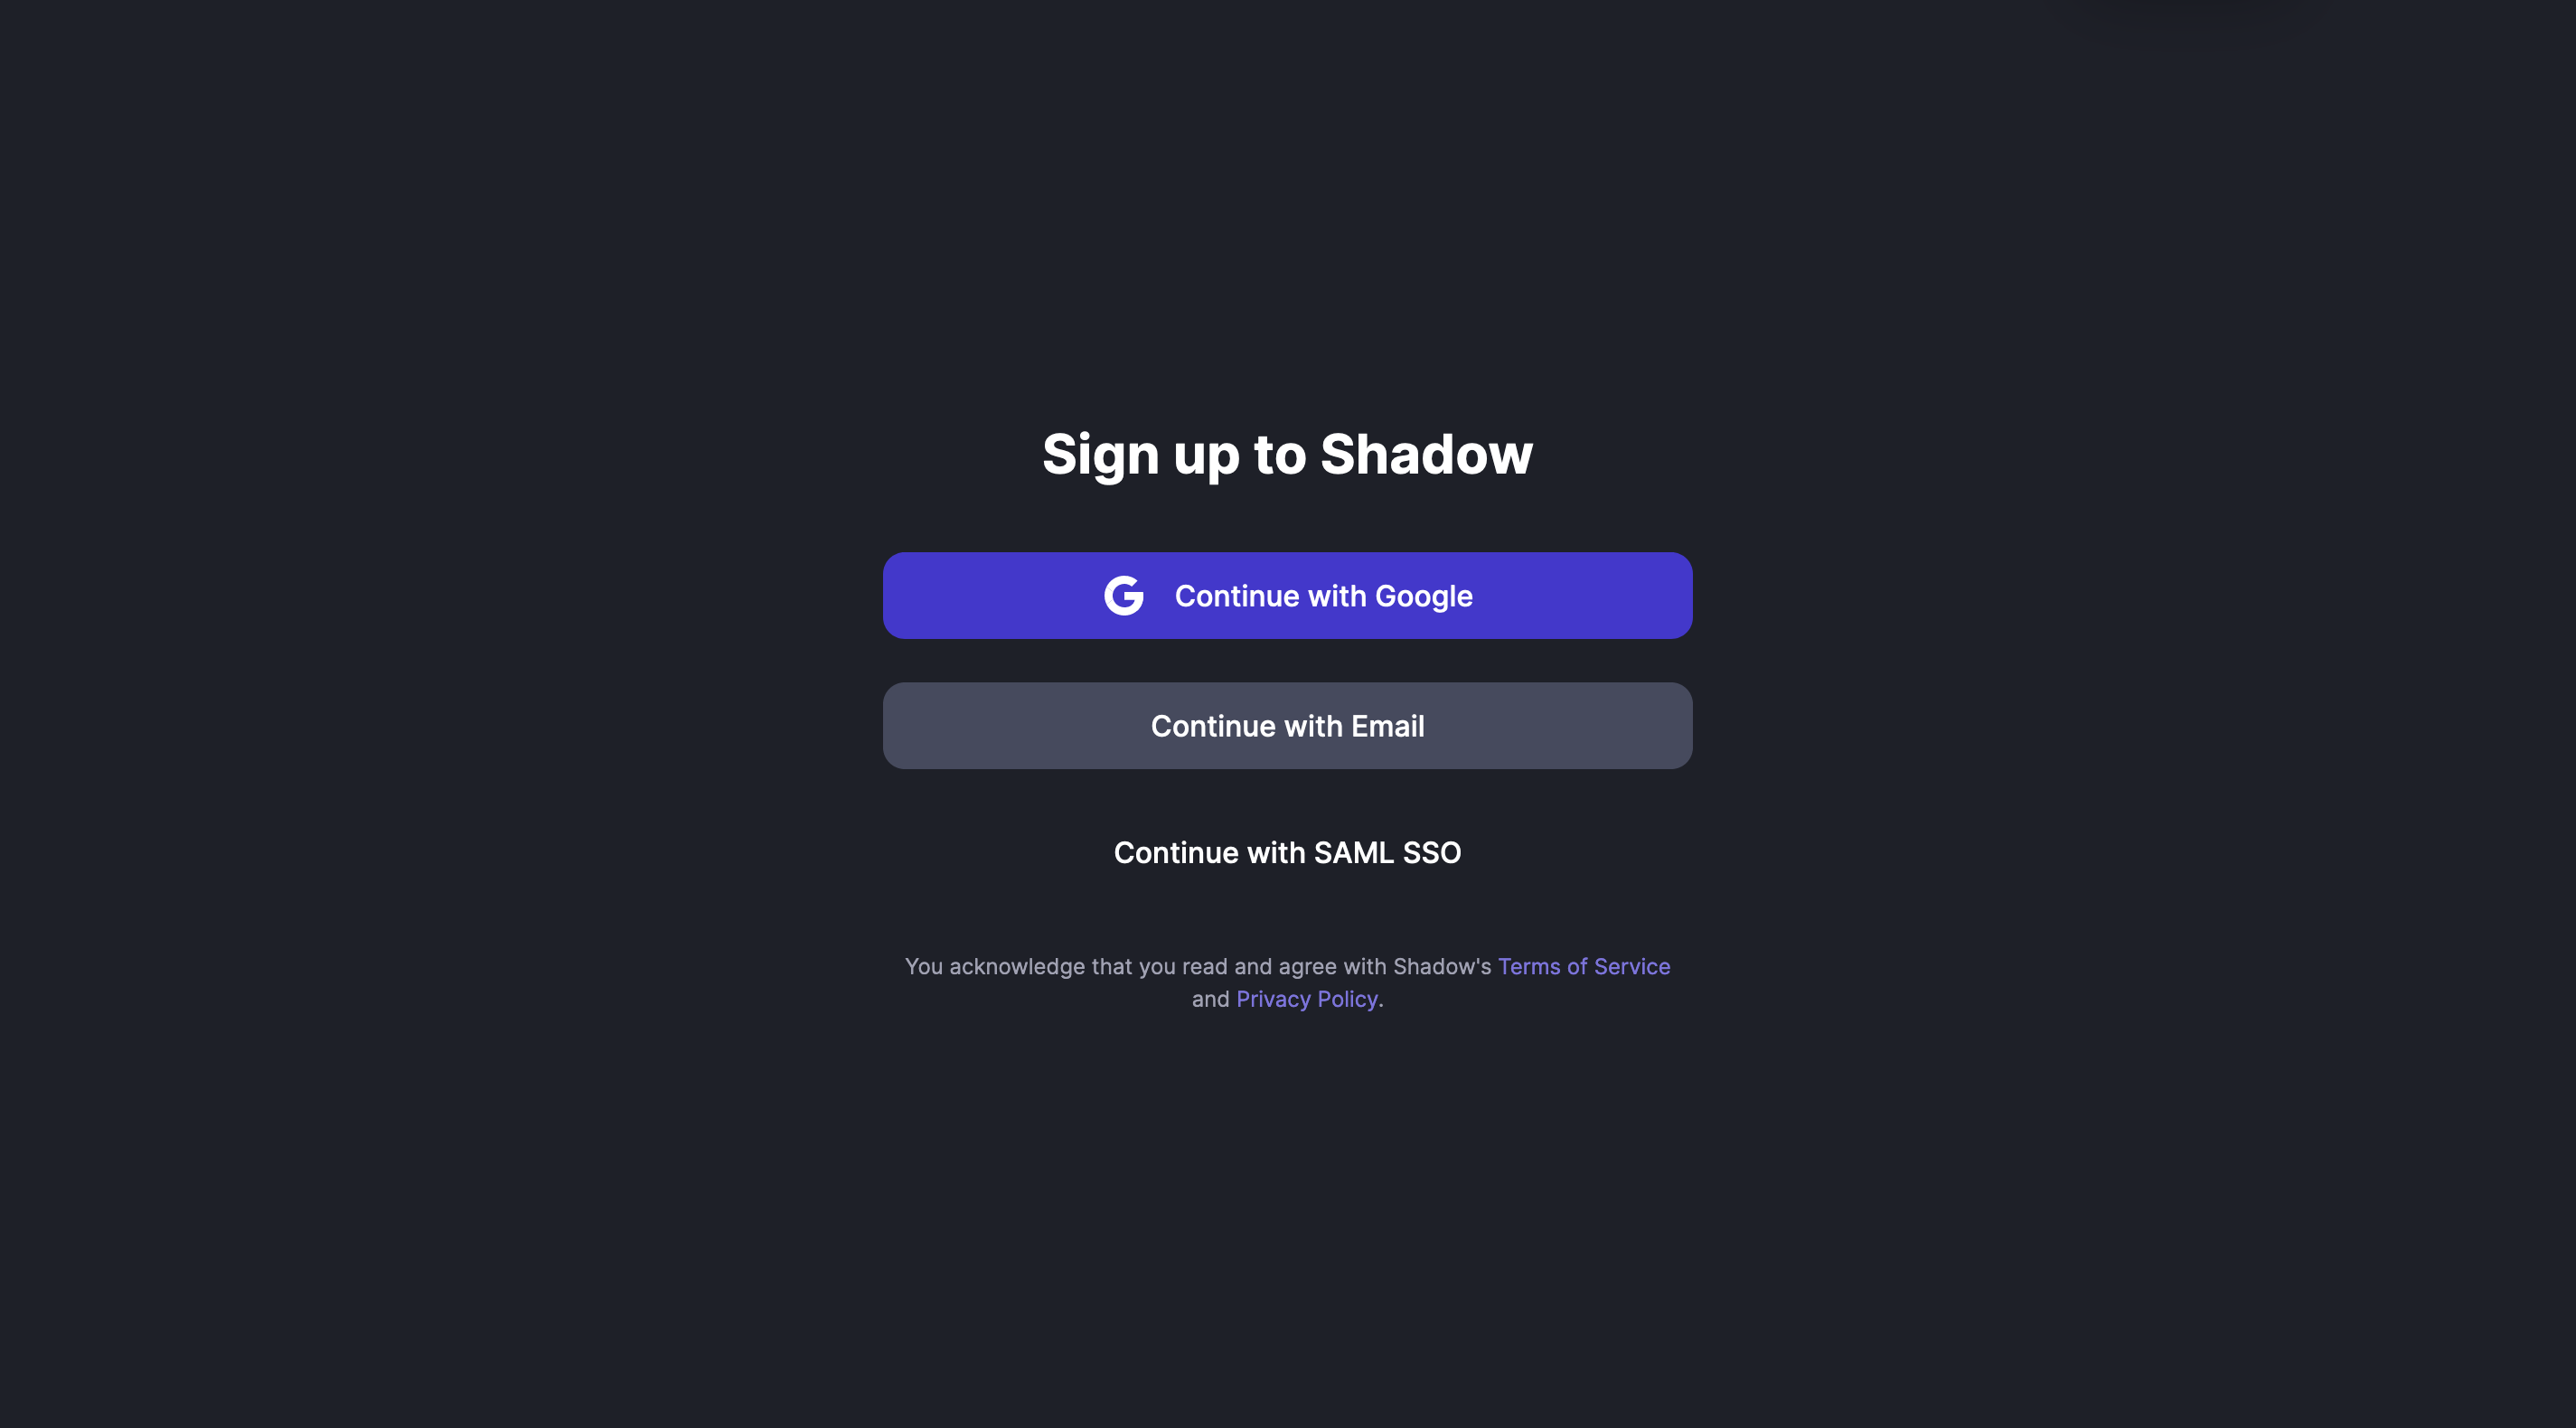 Sign up to Shadow
Continue with Google
Continue with Email
Continue with SAML SSO
You acknowledge that you read and agree with Shadow's Terms of Service
and Privacy Policy.